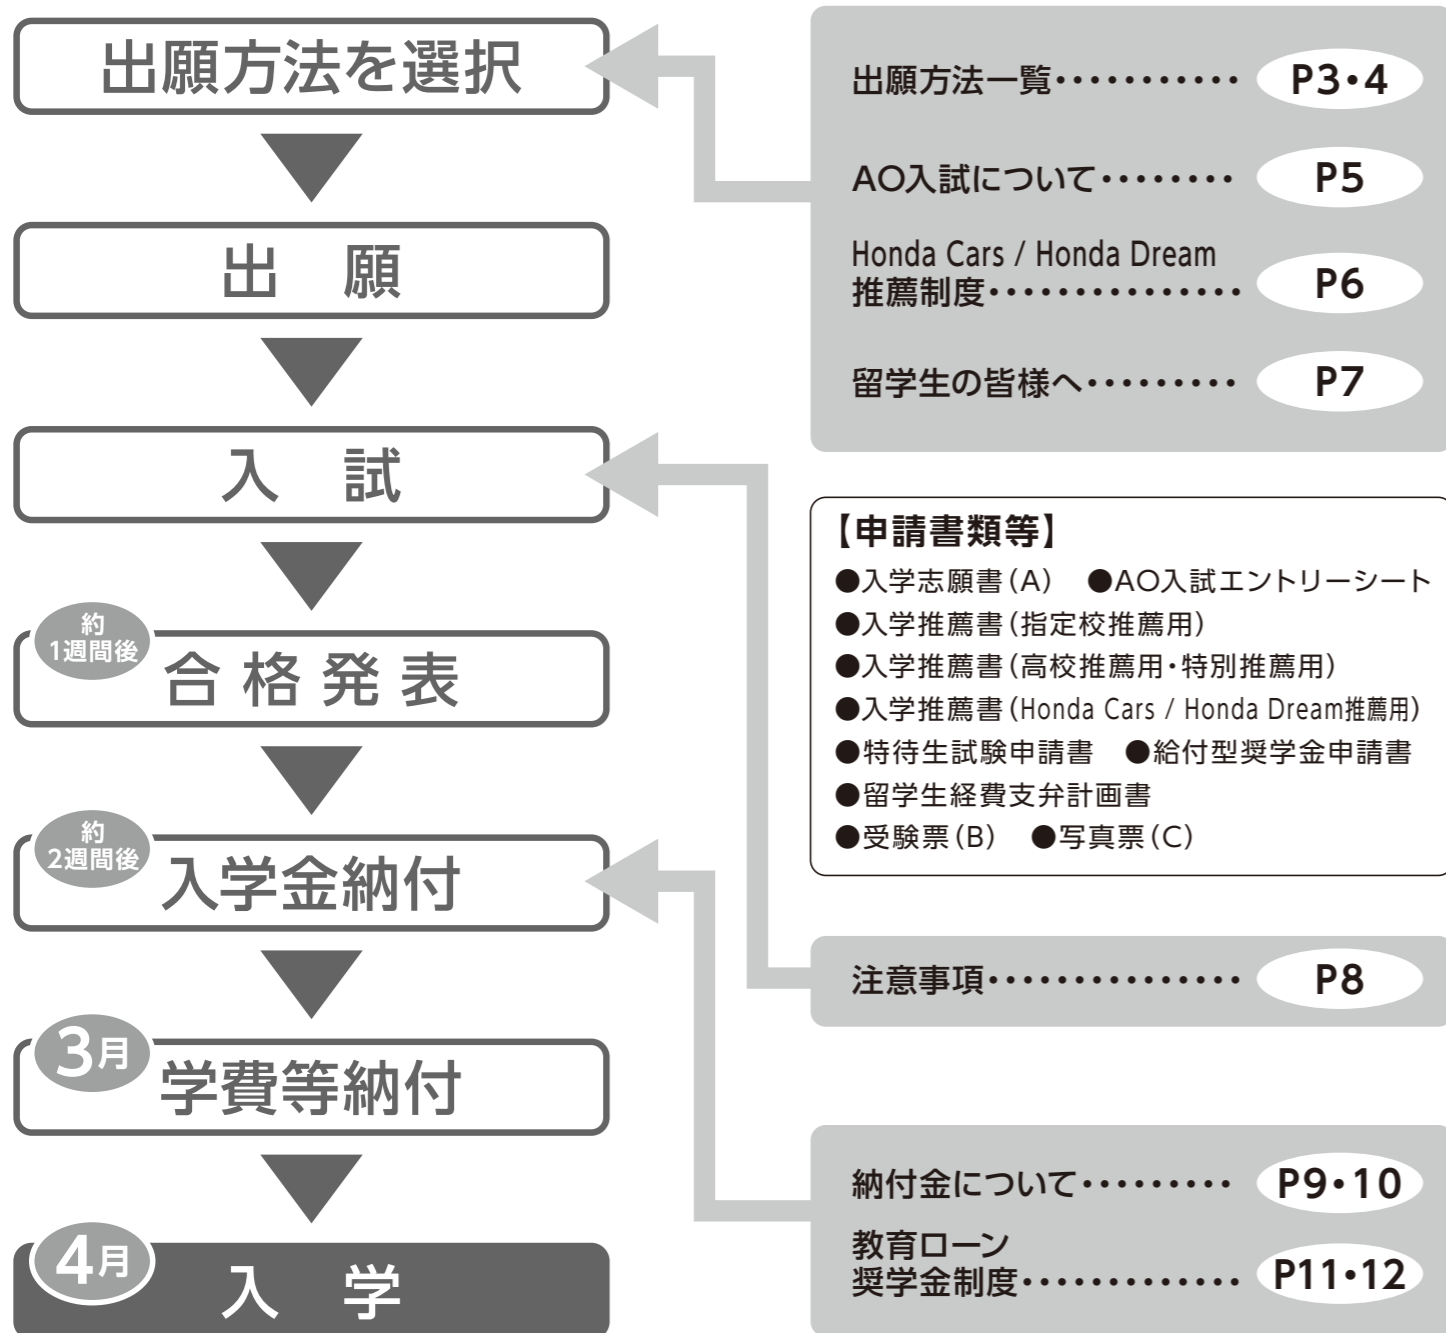 出願方法を選択
出　願
入　試
約
1週間後
合格発表
約
2週間後
入学金納付
3月
学費等納付
4月
入　学
出願方法一覧・・・・・・・・・・・ P3・4
AO入試について・・・・・・・・ P5
Honda Cars / Honda Dream
推薦制度・・・・・・・・・・・・・・・ P6
留学生の皆様へ・・・・・・・・・ P7
【申請書類等】
●入学志願書（A）　●AO入試エントリーシート
●入学推薦書（指定校推薦用）
●入学推薦書（高校推薦用・特別推薦用）
●入学推薦書（Honda Cars / Honda Dream推薦用）
●特待生試験申請書　●給付型奨学金申請書
●留学生経費支弁計画書
●受験票（B）　●写真票（C）
注意事項・・・・・・・・・・・・・・・ P8
納付金について・・・・・・・・・ P9・10
教育ローン
奨学金制度・・・・・・・・・・・・・ P11・12